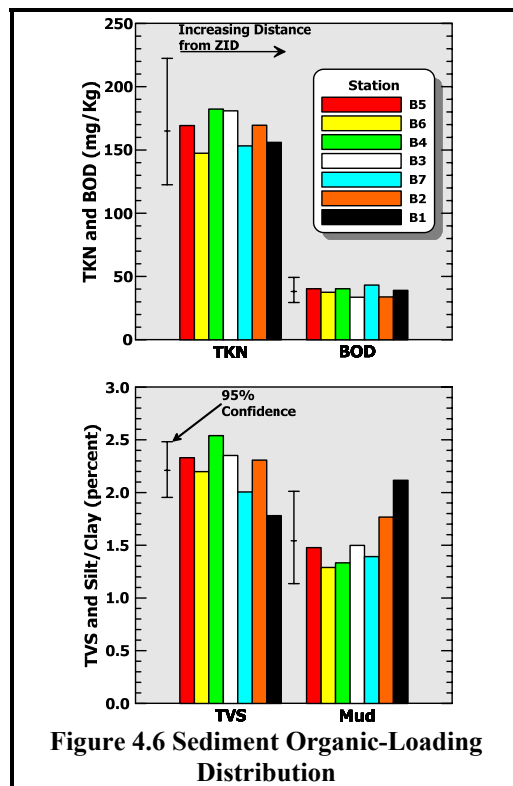 Increasing Distance
from ZID
250
200
150
100
50
0
TKN and BOD (mg/Kg)
Station
B5
B6
B4
B3
B7
B2
B1
TKN BOD
3.0
2.5
2.0
1.5
1.0
0.5
0.0
TVS and Silt/Clay (percent)
95%
Confidence
TVS Mud
Figure 4.6 Sediment Organic-Loading
Distribution